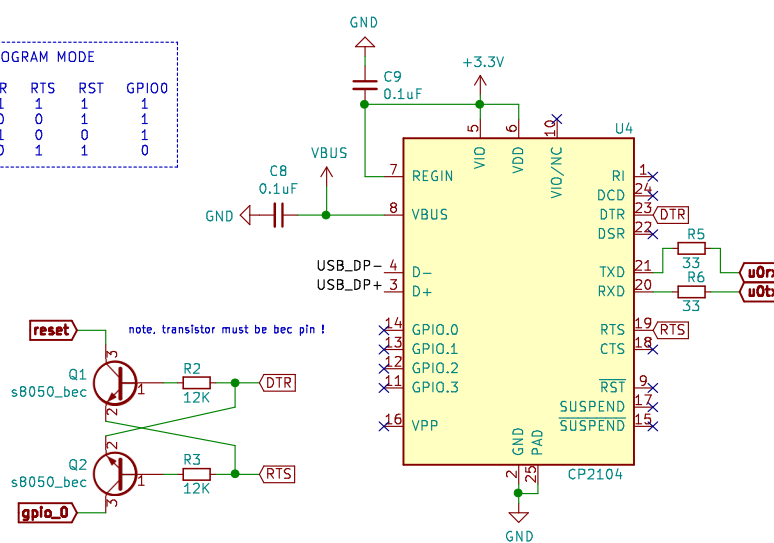 GND
OGRAM MODE
+3.3V
C9
0.1uF
R RTS RST GPIO0
1 1 1
0 1 1
1 0 0 1
0 1 1 0
5
6
10
U4
VIO
VDD
VIO/NC
VBUS
C8
0.1uF
GND
7 REGIN
8 VBUS
RI 1
DCD 24
DTR 23 DTR
DSR 22
R5
33
USB_DP- 4 D-
USB_DP+ 3 D+
TXD 21
RXD 20
u0r
R6
33
u0t
reset
note, transistor must be bec pin !
14 GPIO.0
13 GPIO.1
12 GPIO.2
11 GPIO.3
16 VPP
RTS 19 RTS
CTS 18
RST 9
SUSPEND 17
SUSPEND 15
Q1
s8050_bec
3
1
2
R2
12K
DTR
Q2
s8050_bec
2
1
3
R3
12K
RTS
gpio_0
GND
PAD
2
25
CP2104
GND